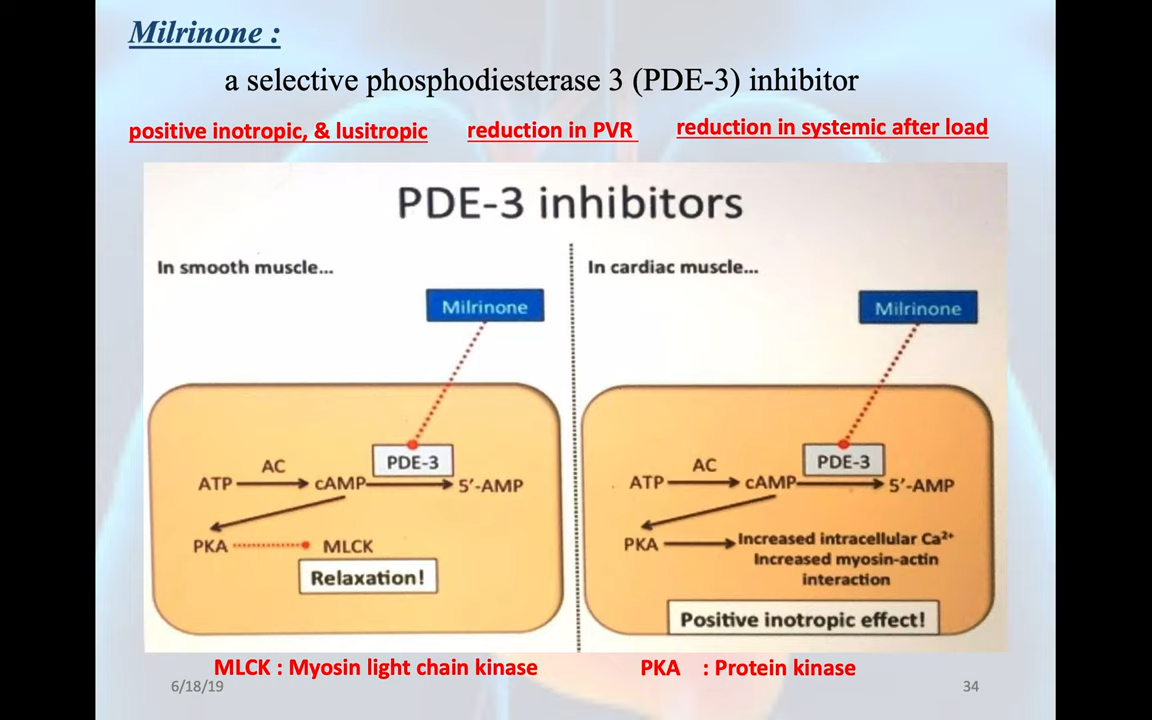 Milrinone :
a selective phosphodiesterase 3 (PDE-3) inhibitor
positive inotropic, & lusitropic
reduction in PVR
reduction in systemic after load
PDE-3 inhibitors
In smooth muscle...
Milrinone
PDE-3
AC
ATP
cAMP
5'-AMP
PKA
MLCK
Relaxation!
In cardiac muscle...
Milrinone
PDE-3
AC
ATP
cAMP
5'-AMP
PKA
Increased intracellular Ca²⁺
Increased myosin-actin
interaction
Positive inotropic effect!
MLCK : Myosin light chain kinase
PKA : Protein kinase
6/18/19
34